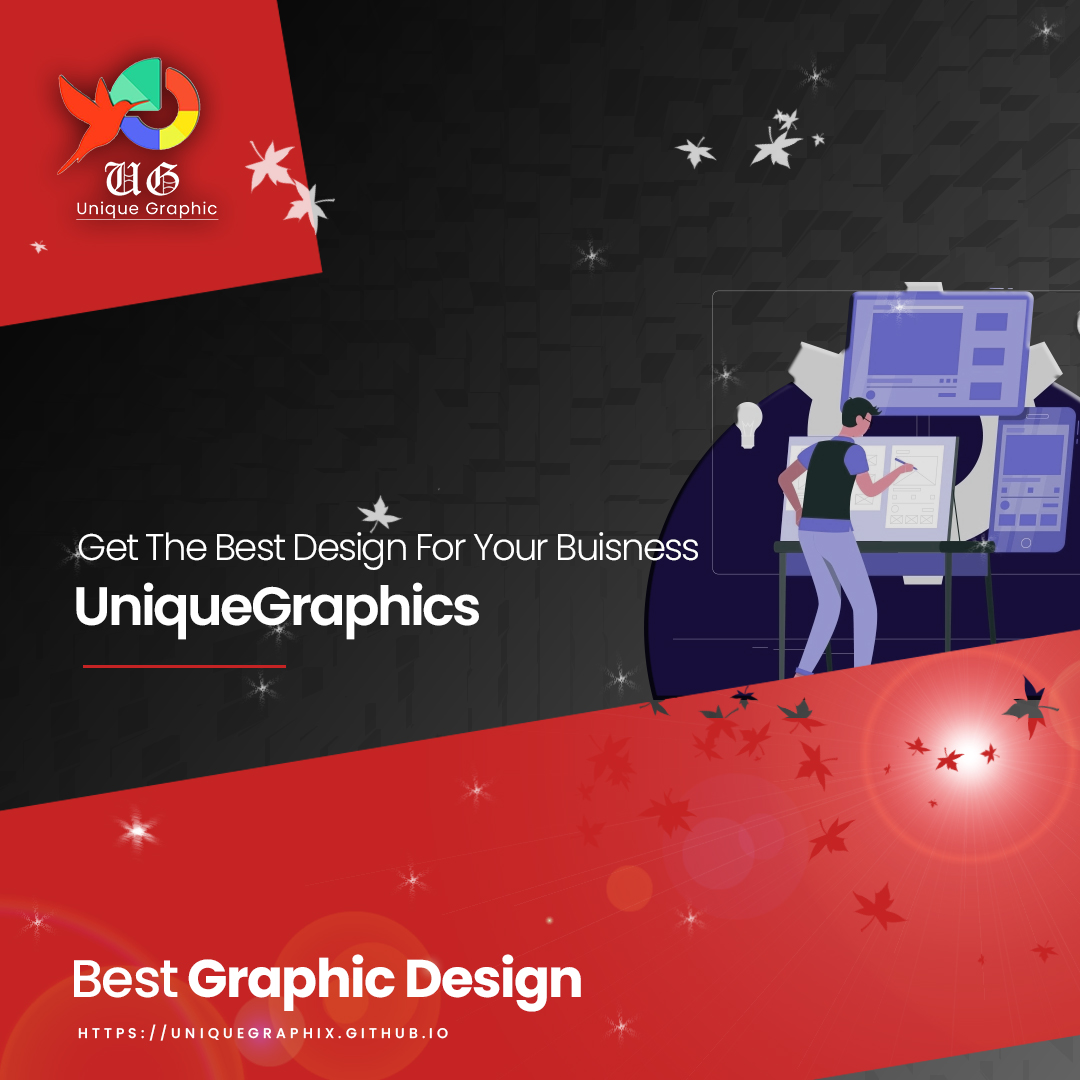 UG
Unique Graphic
Get The Best Design For Your Buisness
UniqueGraphics
Best Graphic Design
HTTPS://UNIQUEGRAPHIX.GITHUB.IO